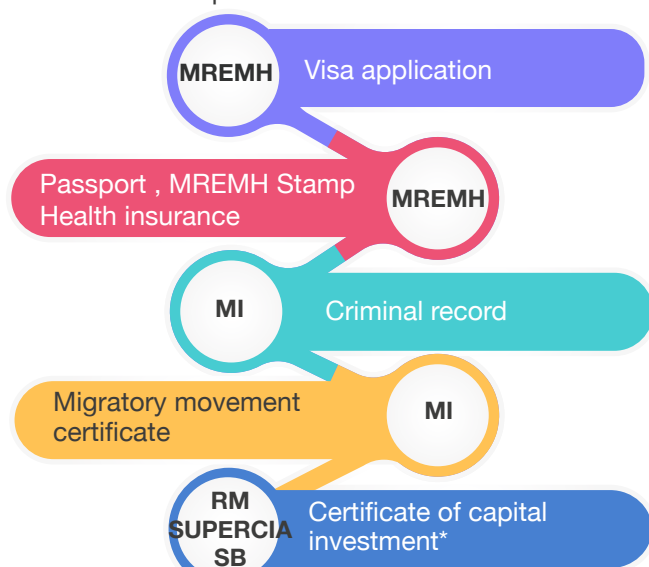 MREMH
Visa application
Passport , MREMH Stamp
Health insurance
MREMH
MI
Criminal record
Migratory movement
certificate
MI
RM
SUPERCIA
SB
Certificate of capital
investment*